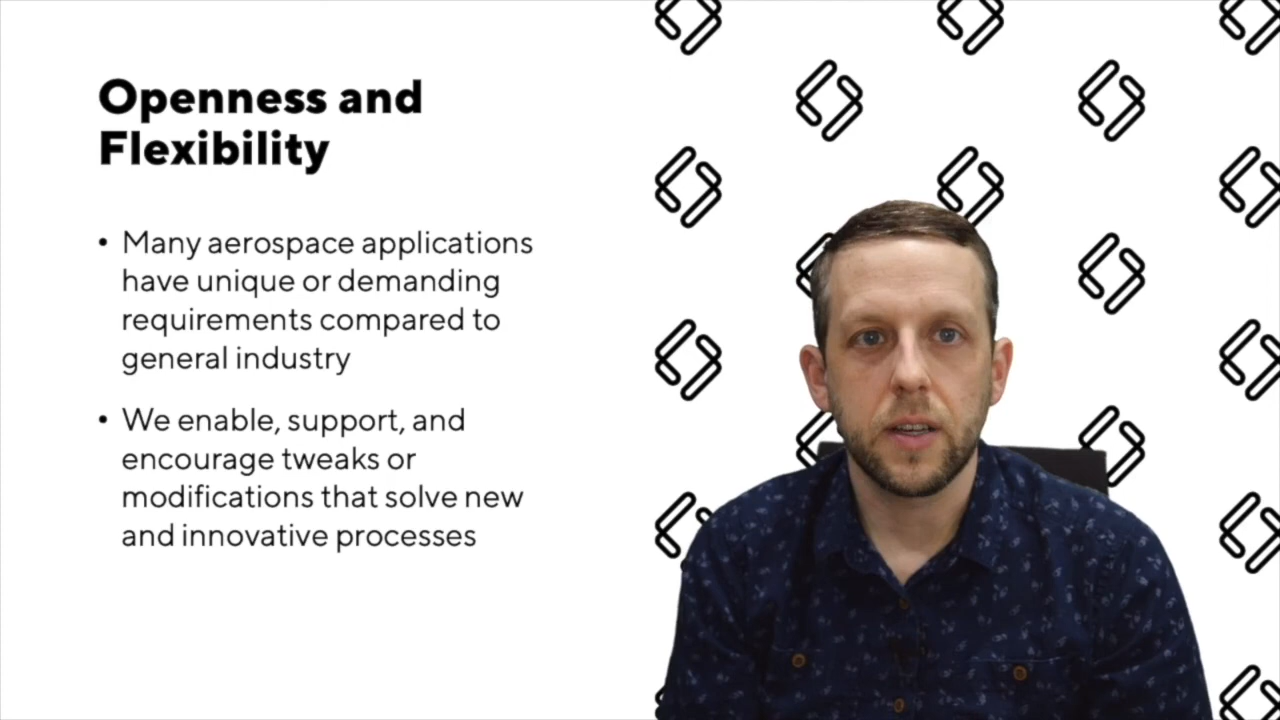 Openness and
Flexibility
• Many aerospace applications
have unique or demanding
requirements compared to
general industry
• We enable, support, and
encourage tweaks or
modifications that solve new
and innovative processes